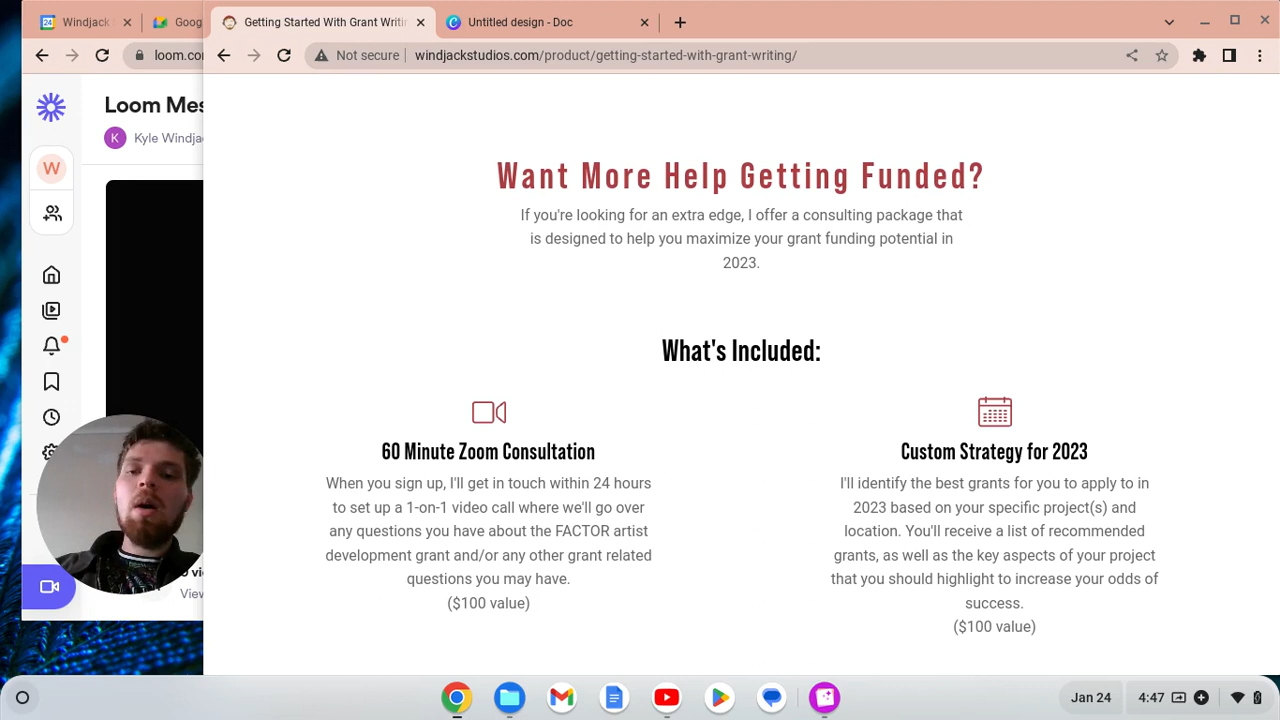 Windjack
Goog
Getting Started With Grant Writin
Untitled design - Doc
loom.co
Not secure
windjackstudios.com/product/getting-started-with-grant-writing/
Loom Mes
K
Kyle Windja
W
Want More Help Getting Funded?
If you're looking for an extra edge, I offer a consulting package that
is designed to help you maximize your grant funding potential in
2023.
What's Included:
60 Minute Zoom Consultation
When you sign up, I'll get in touch within 24 hours
to set up a 1-on-1 video call where we'll go over
any questions you have about the FACTOR artist
development grant and/or any other grant related
questions you may have.
($100 value)
Custom Strategy for 2023
I'll identify the best grants for you to apply to in
2023 based on your specific project(s) and
location. You'll receive a list of recommended
grants, as well as the key aspects of your project
that you should highlight to increase your odds of
success.
($100 value)
View
Jan 24
4:47